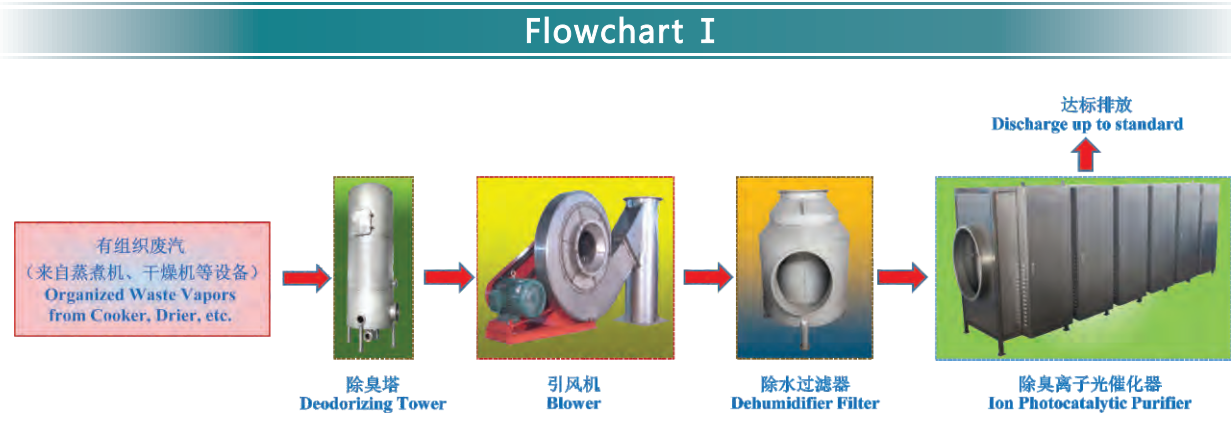 Flowchart I
达标排放
Discharge up to standard
有组织废汽
（来自蒸煮机、干燥机等设备）
Organized Waste Vapors
from Cooker, Drier, etc.
除臭塔
Deodorizing Tower
引风机
Blower
除水过滤器
Dehumidifier Filter
除臭离子光催化器
Ion Photocatalytic Purifier